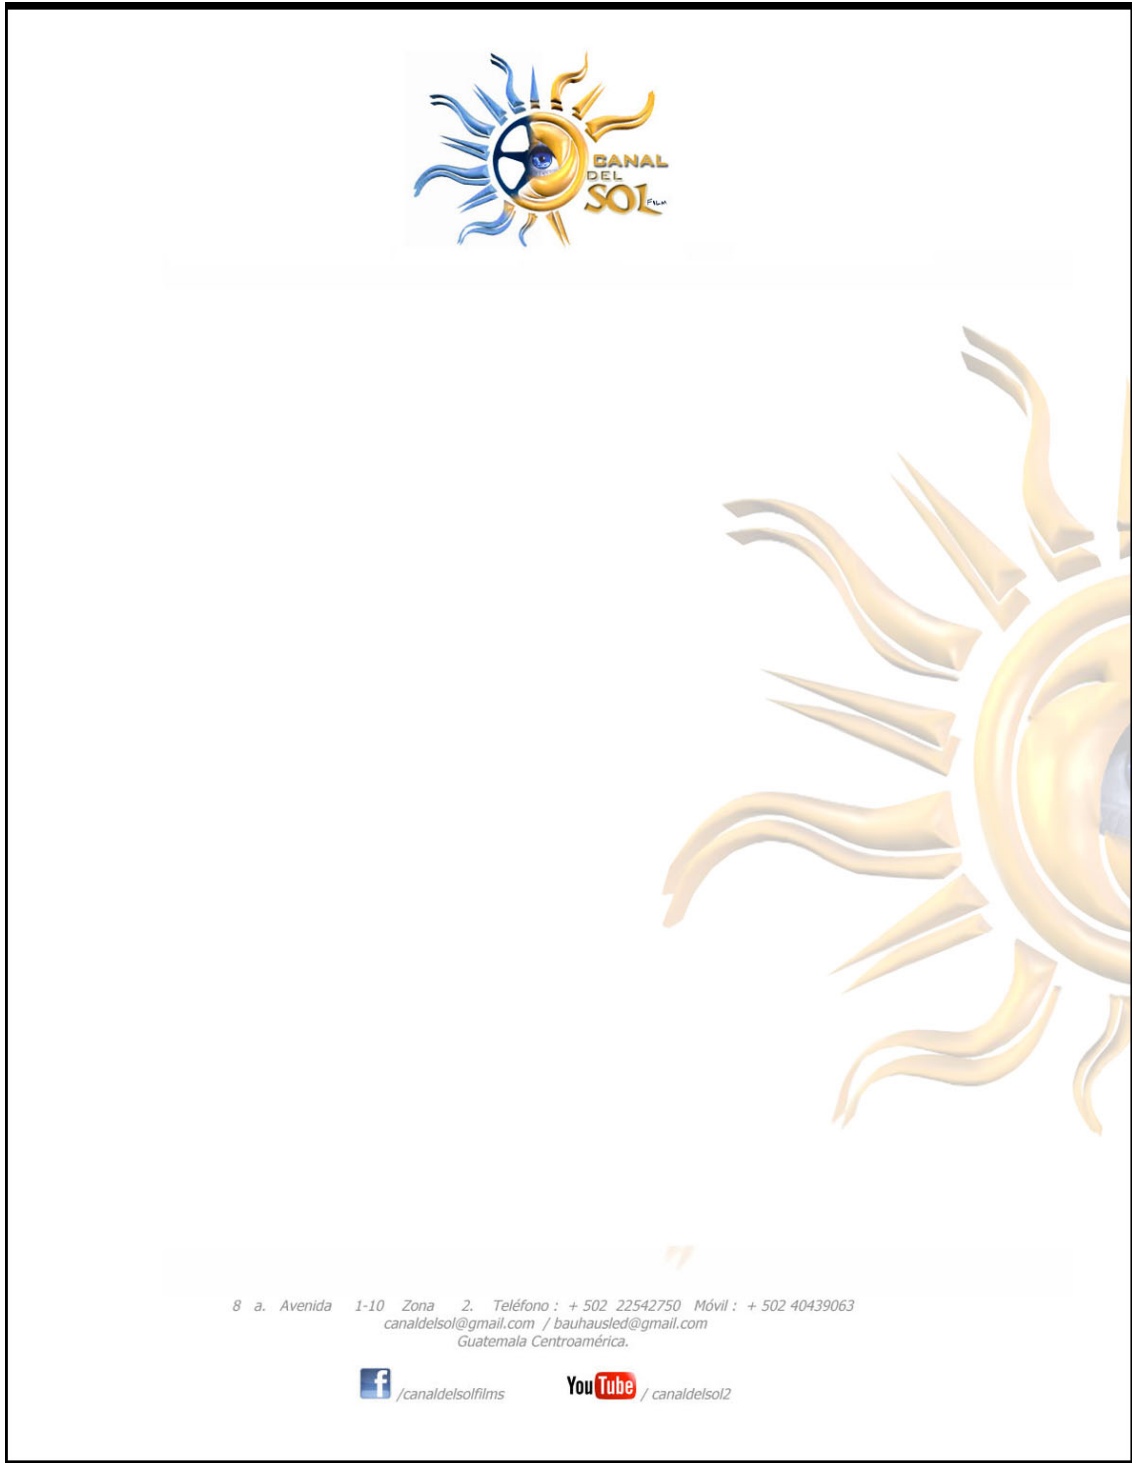 CANAL
DEL
SOL FILM
8 a. Avenida 1-10 Zona 2. Teléfono : + 502 22542750 Móvil : + 502 40439063
canaldelsol@gmail.com / bauhausled@gmail.com
Guatemala Centroamérica.
f /canaldelsolfilms YouTube / canaldelsol2